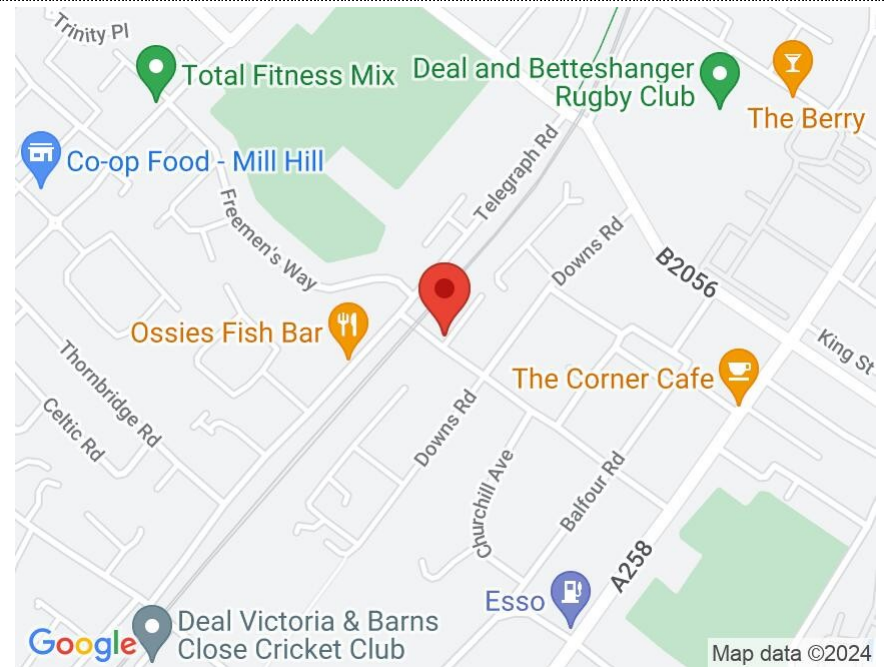 Trinity Pl
Total Fitness Mix
Deal and Betteshanger
Rugby Club
The Berry
Co-op Food - Mill Hill
Telegraph Rd
Freemen's Way
Downs Rd
B2056
Ossies Fish Bar
King St
The Corner Cafe
Thornbridge Rd
Celtic Rd
Downs Rd
Churchill Ave
Balfour Rd
A258
Esso
Deal Victoria & Barns
Close Cricket Club
Google
Map data ©2024